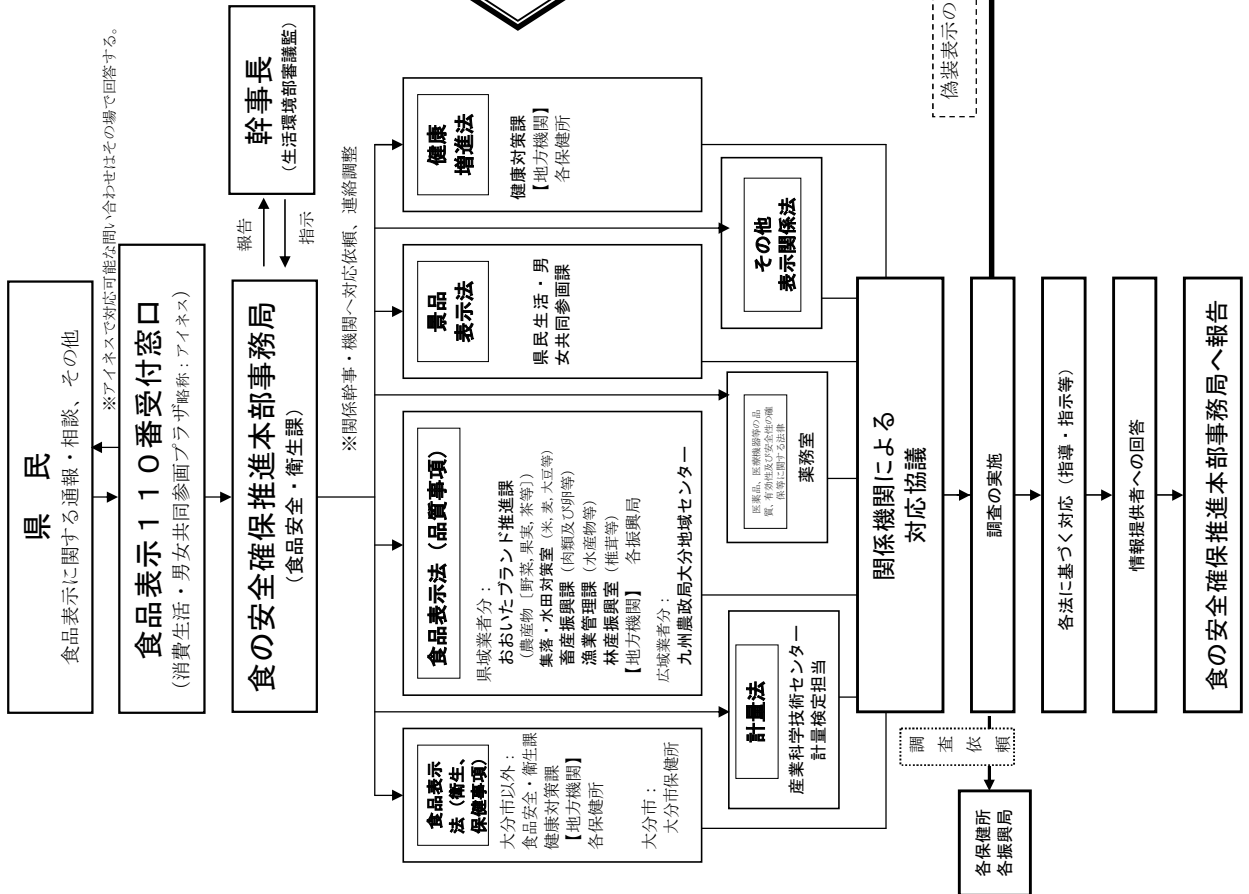 県　民
食品表示に関する通報・相談、その他
※アイネスで対応可能な問い合わせはその場で回答する。
食品表示１１０番受付窓口
(消費生活・男女共同参画プラザ略称：アイネス)
食の安全確保推進本部事務局
(食品安全・衛生課)
報告
指示
幹事長
(生活環境部審議監)
※関係幹事・機関へ対応依頼、連絡調整
食品表示
法（衛生、
保健事項）
大分市以外：
食品安全・衛生課
健康対策課
【地方機関】
各保健所
大分市：
大分市保健所
食品表示法（品質事項）
県域業者分：
おおいたブランド推進課
(農産物［野菜,果実,茶等］)
集落・水田対策室（米,麦,大豆等)
畜産振興課（肉類及び卵等)
漁業管理課（水産物等)
林産振興室（椎茸等)
【地方機関】　各振興局
広域業者分：
九州農政局大分地域センター
景品
表示法
県民生活・男
女共同参画課
健康
増進法
健康対策課
【地方機関】
各保健所
計量法
産業科学技術センター
計量検定担当
医薬品、医療機器等の品
質、有効性及び安全性の確
保等に関する法律
薬務室
その他
表示関係法
関係機関による
対応協議
調査の実施
調査依頼
各保健所
各振興局
偽装表示の
各法に基づく対応（指導・指示等）
情報提供者への回答
食の安全確保推進本部事務局へ報告